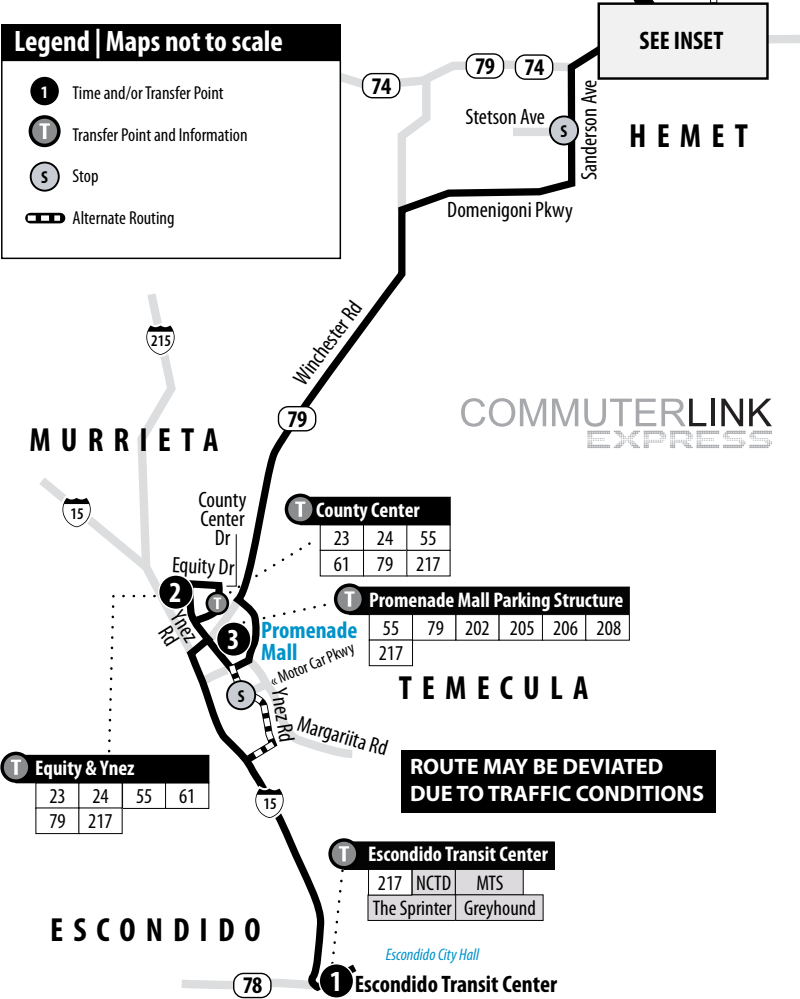 Legend | Maps not to scale
1 Time and/or Transfer Point
T Transfer Point and Information
S Stop
Alternate Routing
SEE INSET
74
79
74
Stetson Ave
S
Sanderson Ave
HEMET
Domenigoni Pkwy
Winchester Rd
215
79
COMMUTERLINK
EXPRESS
MURRIETA
15
County
Center
Dr
T County Center
23 24 55
61 79 217
Equity Dr
2
T
T Promenade Mall Parking Structure
55 79 202 205 206 208
217
Ynez
Rd
3
Promenade
Mall
« Motor Car Pkwy
TEMECULA
S
Ynez Rd
Margariita Rd
T Equity & Ynez
23 24 55 61
79 217
ROUTE MAY BE DEVIATED
DUE TO TRAFFIC CONDITIONS
15
T Escondido Transit Center
217 NCTD MTS
The Sprinter Greyhound
ESCONDIDO
Escondido City Hall
78
1 Escondido Transit Center